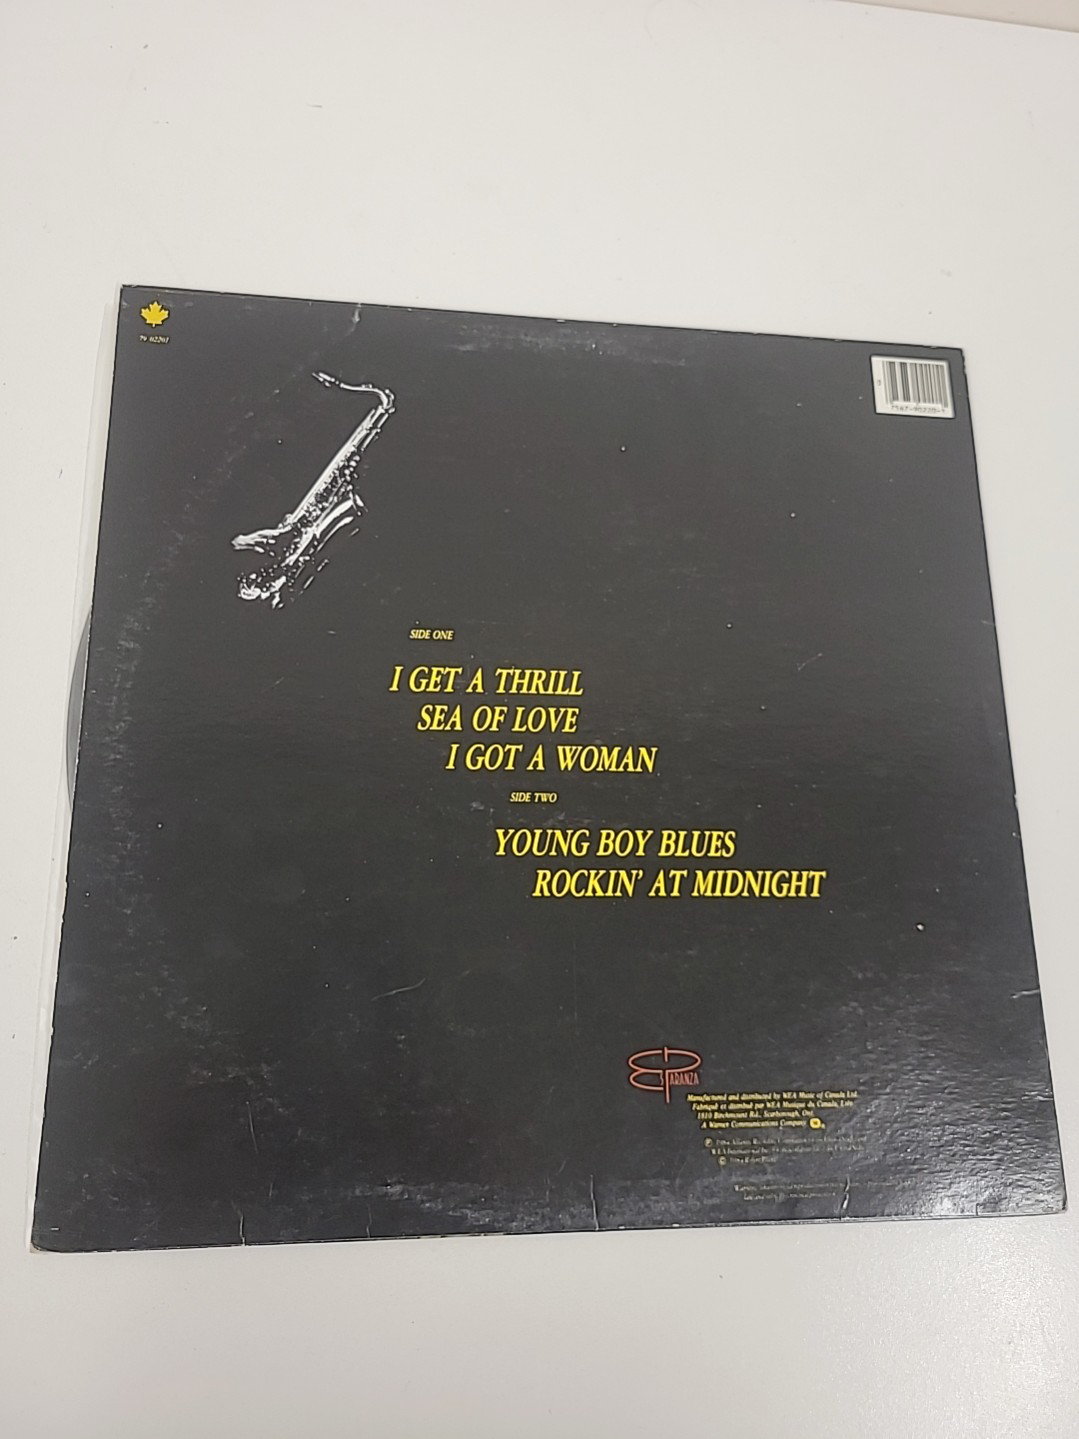 79 02201
SIDE ONE
I GET A THRILL
SEA OF LOVE
I GOT A WOMAN
SIDE TWO
YOUNG BOY BLUES
ROCKIN' AT MIDNIGHT
ESPARANZA
Manufactured and distributed by WEA Music of Canada Ltd.
Fabriqué et distribué par WEA Musique du Canada, Ltée
1810 Birchmount Rd., Scarborough, Ont.
A Warner Communications Company